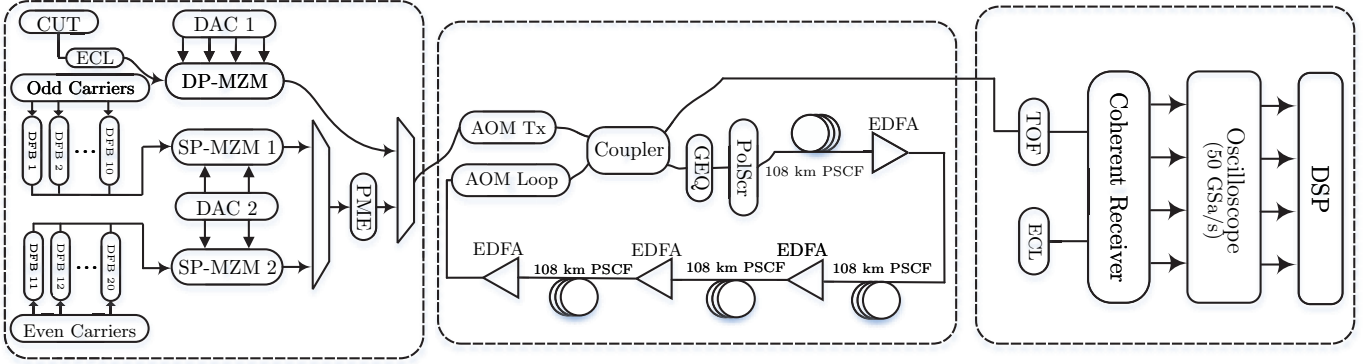 CUT
ECL
Odd Carriers
DAC 1
DP-MZM
DFB 1
DFB 2
...
DFB 10
SP-MZM 1
DAC 2
SP-MZM 2
DFB 11
DFB 12
...
DFB 20
Even Carriers
PME
AOM Tx
AOM Loop
Coupler
GEQ
PolScr
108 km PSCF
EDFA
EDFA
108 km PSCF
EDFA
108 km PSCF
EDFA
108 km PSCF
TOF
ECL
Coherent Receiver
Oscilloscope
(50 GSa/s)
DSP